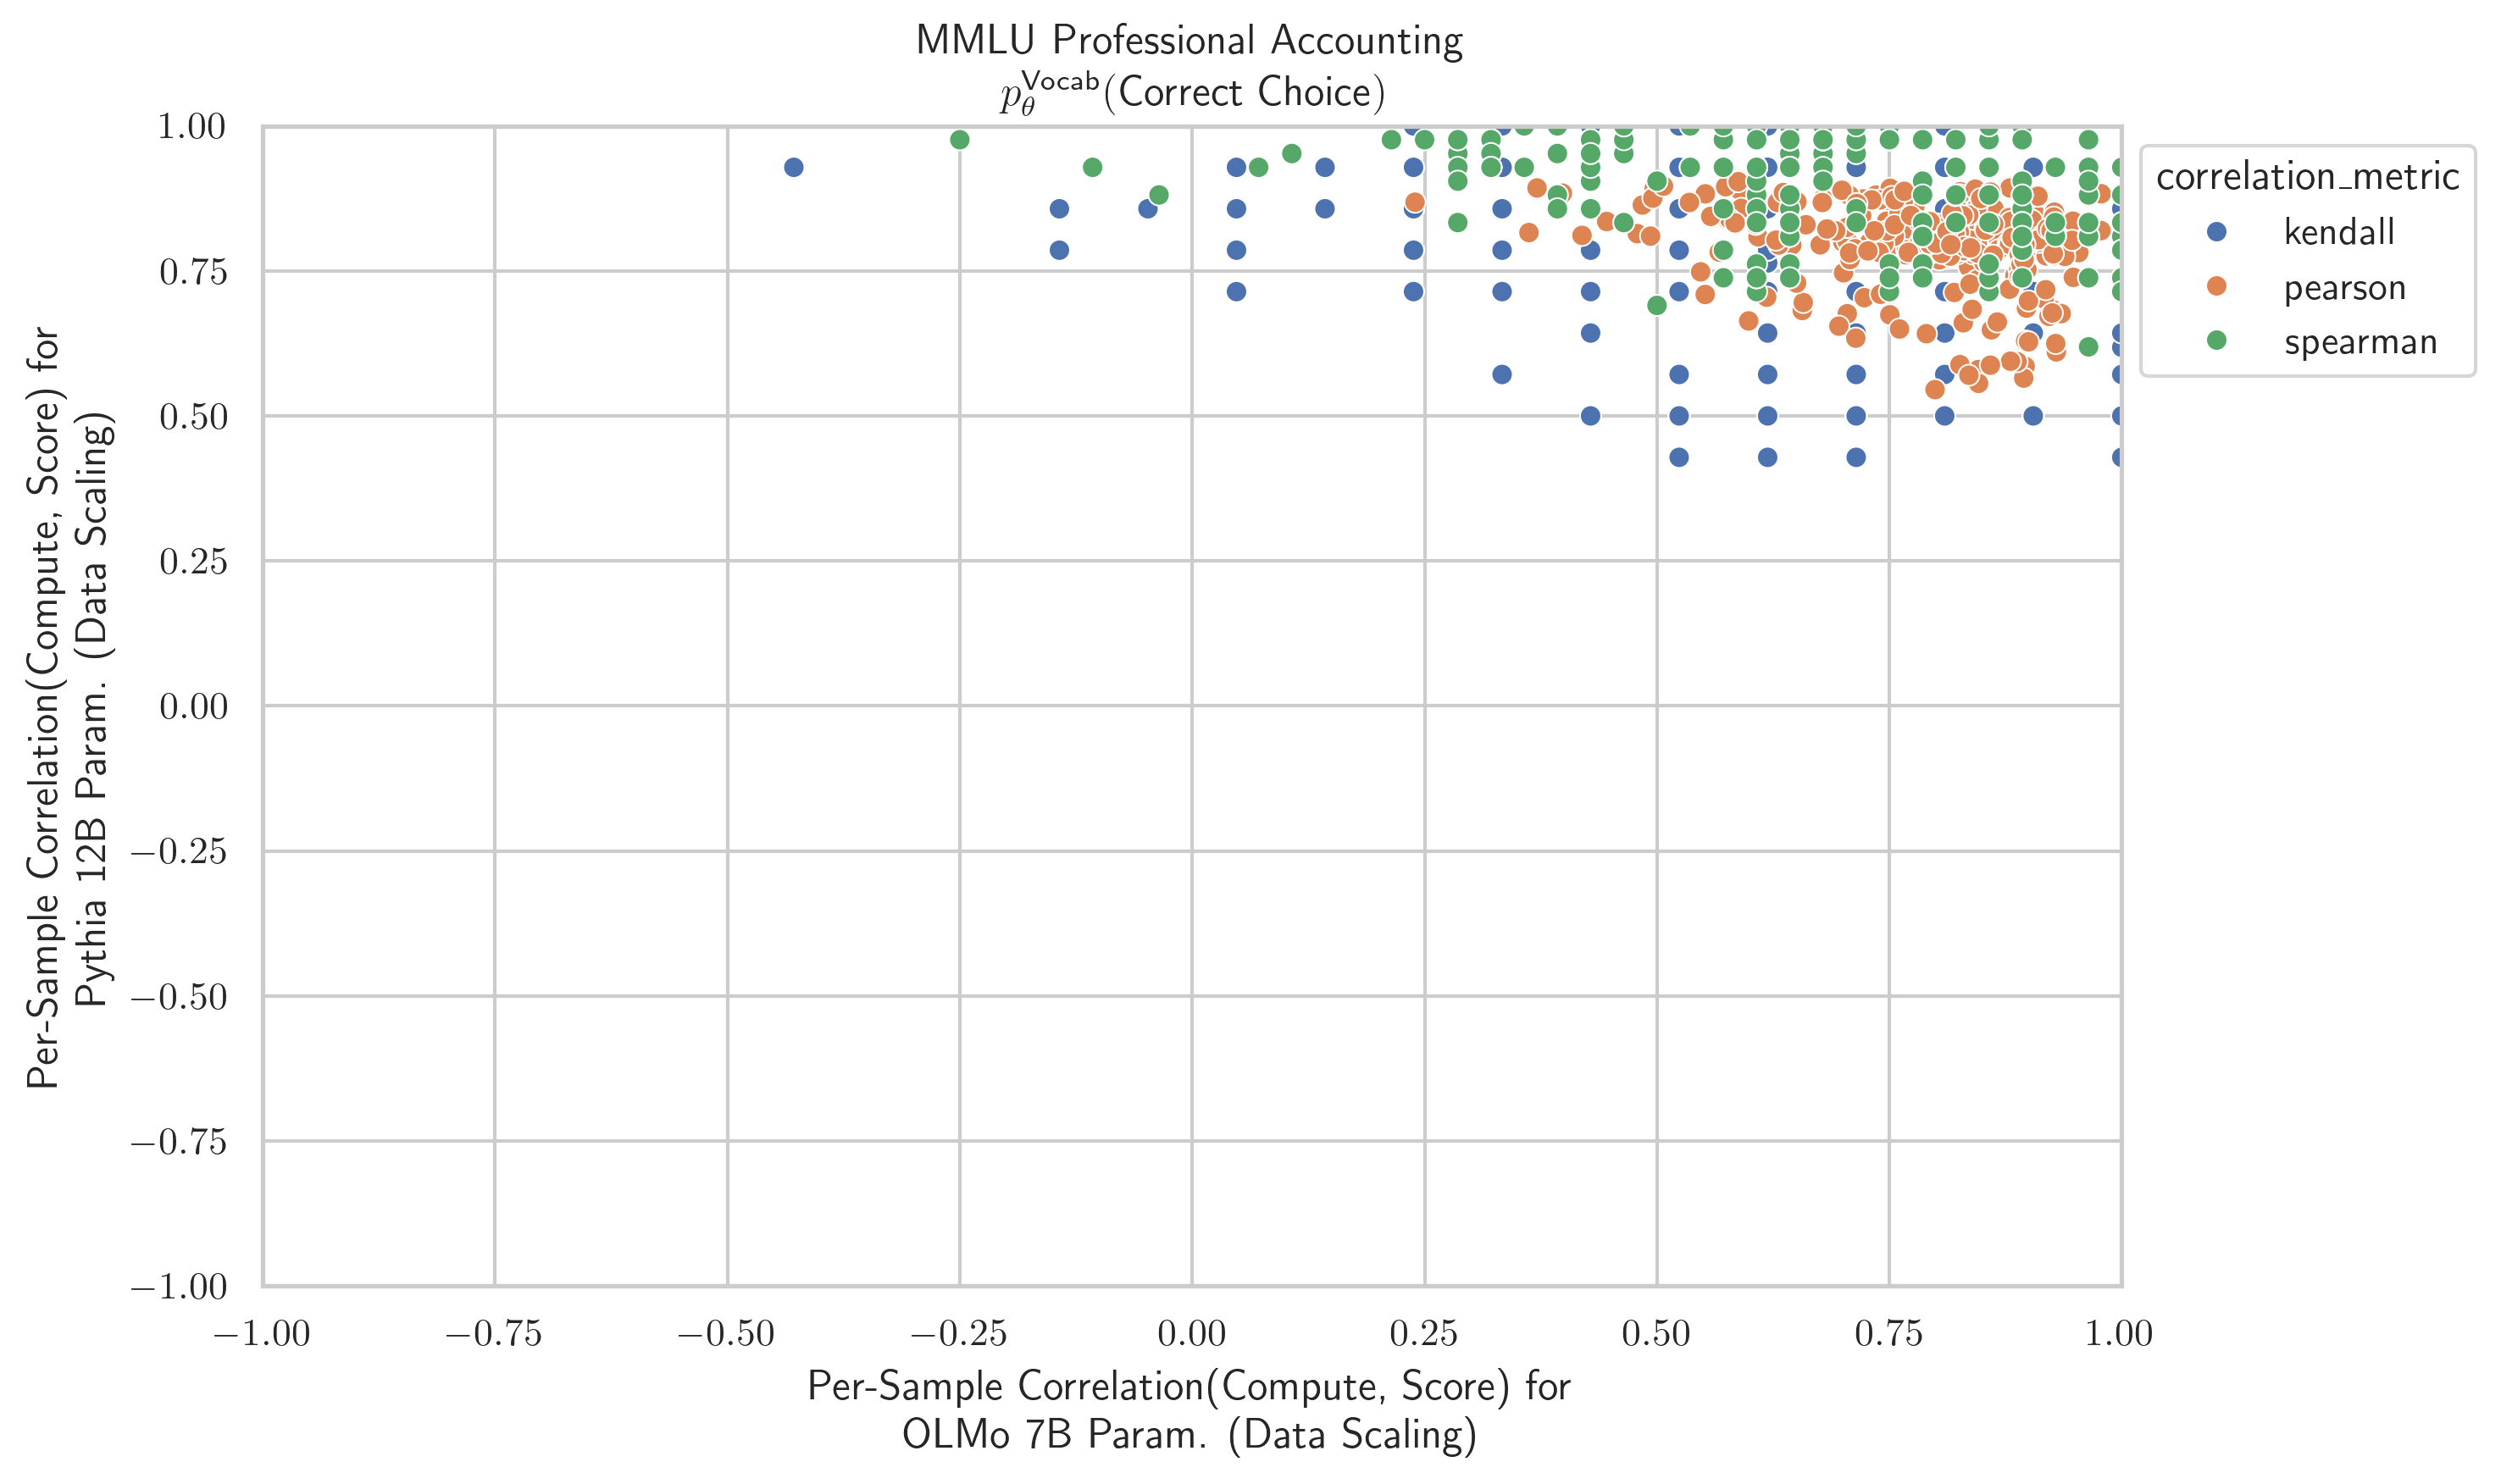 MMLU Professional Accounting
p_θ^Vocab(Correct Choice)
1.00
0.75
0.50
0.25
0.00
−0.25
−0.50
−0.75
−1.00
Per-Sample Correlation(Compute, Score) for
Pythia 12B Param. (Data Scaling)
correlation_metric
kendall
pearson
spearman
−1.00 −0.75 −0.50 −0.25 0.00 0.25 0.50 0.75 1.00
Per-Sample Correlation(Compute, Score) for
OLMo 7B Param. (Data Scaling)